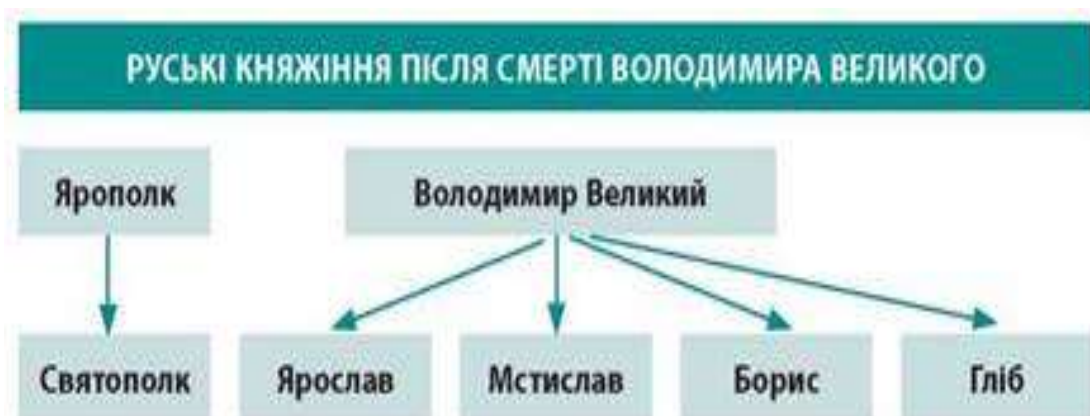 РУСЬКІ КНЯЖІННЯ ПІСЛЯ СМЕРТІ ВОЛОДИМИРА ВЕЛИКОГО
Ярополк
Володимир Великий
Святополк
Ярослав
Мстислав
Борис
Гліб